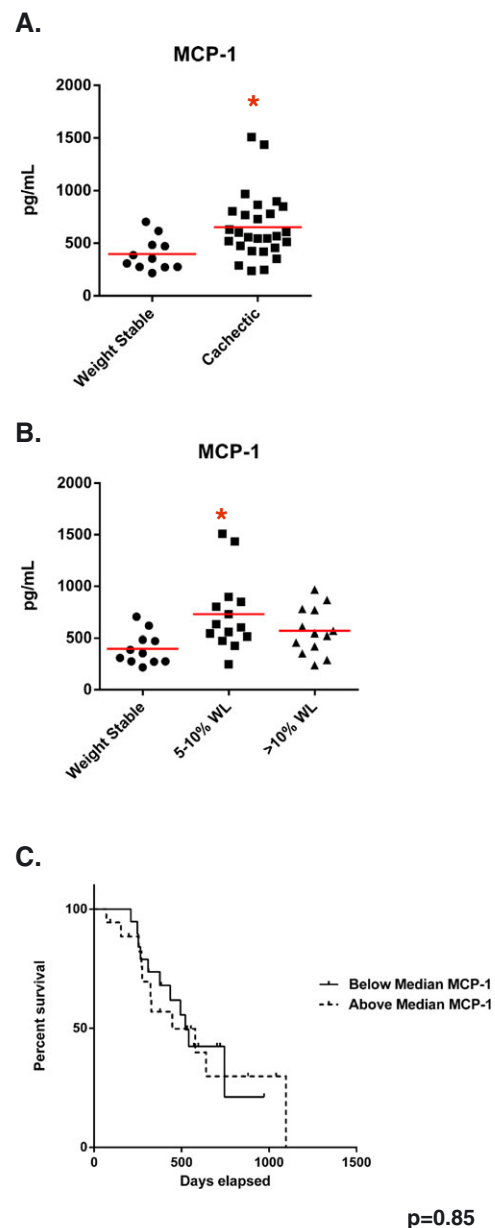 A.
MCP-1
*
2000
1500
1000
500
0
pg/mL
Weight Stable
Cachectic
B.
MCP-1
*
2000
1500
1000
500
0
pg/mL
Weight Stable
5-10% WL
>10% WL
C.
100
50
0
Percent survival
0 500 1000 1500
Days elapsed
Below Median MCP-1
Above Median MCP-1
p=0.85